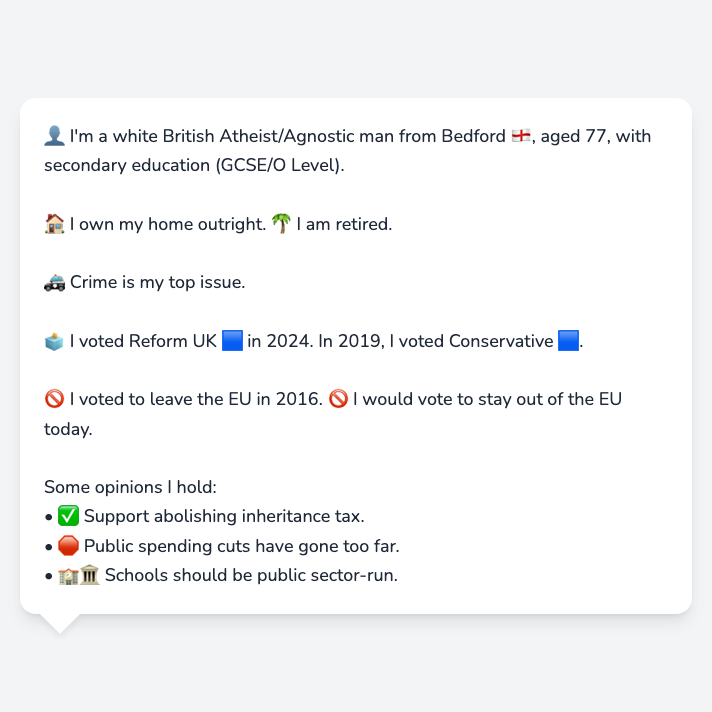 👤 I'm a white British Atheist/Agnostic man from Bedford 🏴󠁧󠁢󠁥󠁮󠁧󠁿, aged 77, with
secondary education (GCSE/O Level).
🏠 I own my home outright. 🌴 I am retired.
🚓 Crime is my top issue.
🗳️ I voted Reform UK 🟦 in 2024. In 2019, I voted Conservative 🟦.
🚫 I voted to leave the EU in 2016. 🚫 I would vote to stay out of the EU
today.
Some opinions I hold:
• ✅ Support abolishing inheritance tax.
• 🛑 Public spending cuts have gone too far.
• 🏫🏛️ Schools should be public sector-run.